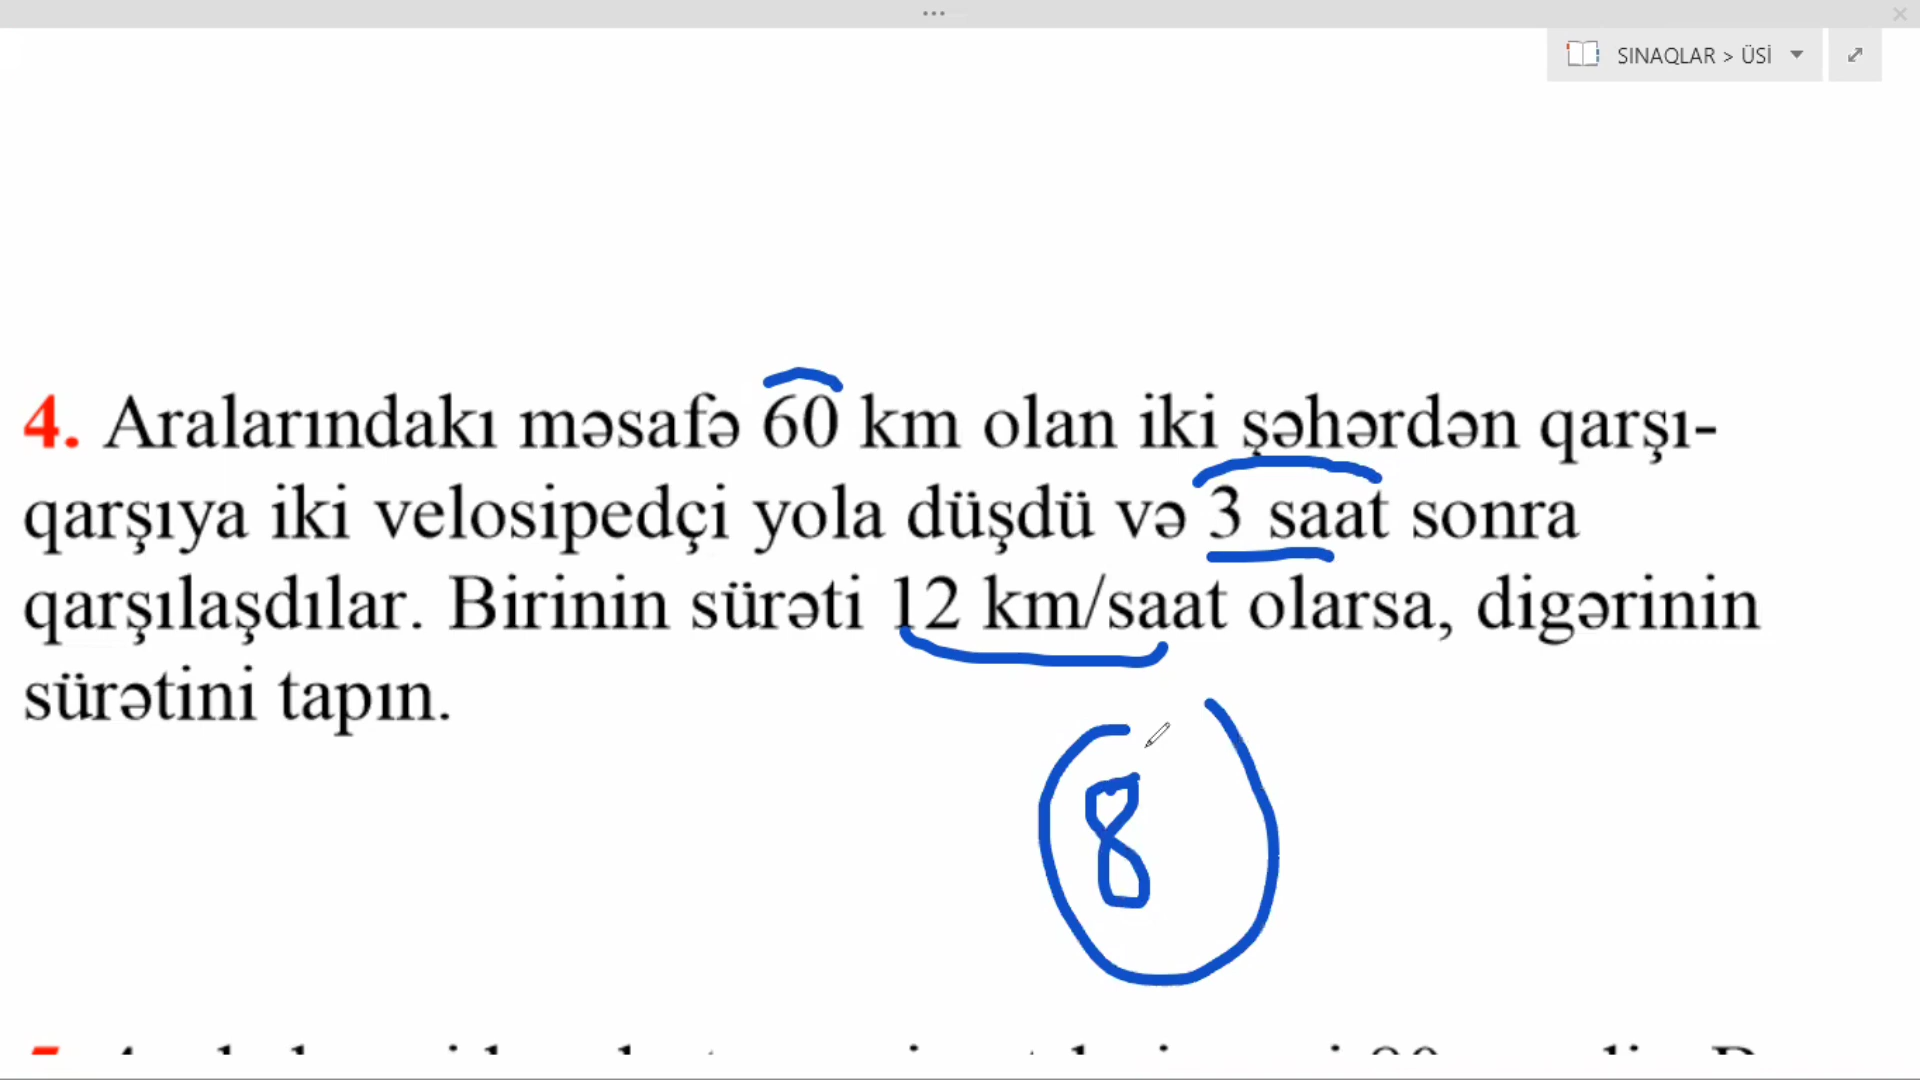 SINAQLAR > ÜSİ
4. Aralarındakı məsafə 60 km olan iki şəhərdən qarşı-
qarşıya iki velosipedçi yola düşdü və 3 saat sonra
qarşılaşdılar. Birinin sürəti 12 km/saat olarsa, digərinin
sürətini tapın.
8